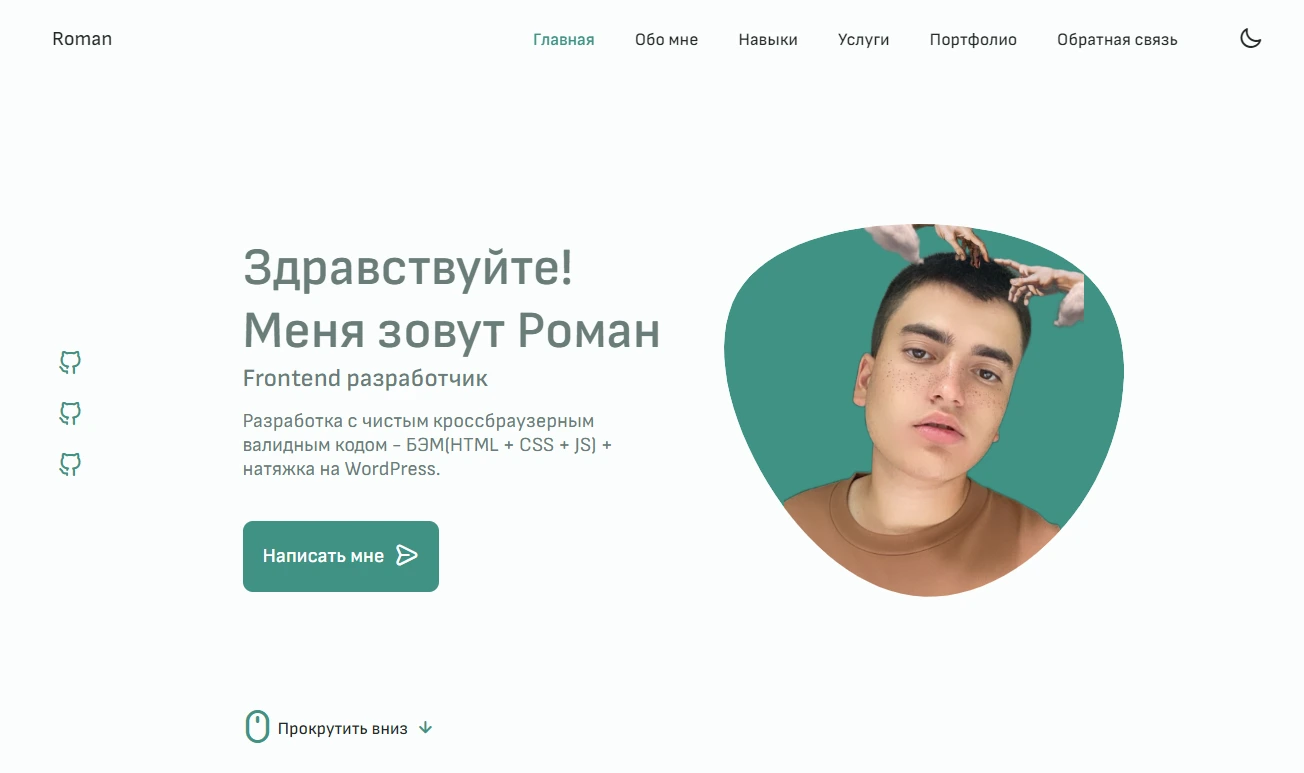 Roman
Главная
Обо мне
Навыки
Услуги
Портфолио
Обратная связь
Здравствуйте!
Меня зовут Роман
Frontend разработчик
Разработка с чистым кроссбраузерным
валидным кодом - БЭМ(HTML + CSS + JS) +
натяжка на WordPress.
Написать мне
Прокрутить вниз